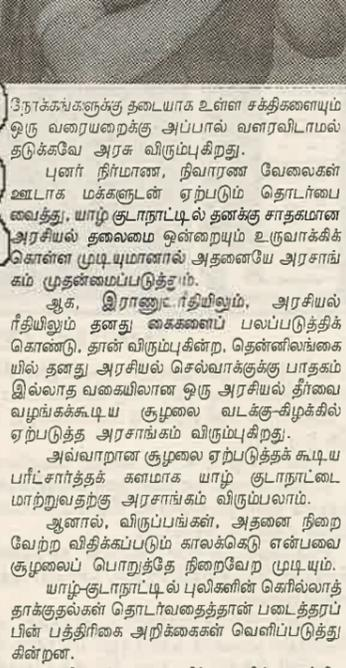 நோக்கங்களுக்கு தடையாக உள்ள சக்திகளையும்
ஒரு வரையறைக்கு அப்பால் வளரவிடாமல்
தடுக்கவே அரசு விரும்புகிறது.
புனர் நிர்மாண, நிவாரண வேலைகள்
ஊடாக மக்களுடன் ஏற்படும் தொடர்பை
வைத்து, யாழ் குடாநாட்டில் தனக்கு சாதகமான
அரசியல் தலைமை ஒன்றையும் உருவாக்கிக்
கொள்ள முடியுமானால் அதனையே அரசாங்
கம் முதன்மைப்படுத்தும்.
ஆக, இராணுட ரீதியிலும், அரசியல்
ரீதியிலும் தனது கைகளைப் பலப்படுத்திக்
கொண்டு, தான் விரும்புகின்ற, தென்னிலங்கை
யில் தனது அரசியல் செல்வாக்குக்கு பாதகம்
இல்லாத வகையிலான ஒரு அரசியல் தீர்வை
வழங்கக்கூடிய சூழலை வடக்கு-கிழக்கில்
ஏற்படுத்த அரசாங்கம் விரும்புகிறது.
அவ்வாறான சூழலை ஏற்படுத்தக் கூடிய
பரீட்சார்த்தக் களமாக யாழ் குடாநாட்டை
மாற்றுவதற்கு அரசாங்கம் விரும்பலாம்.
ஆனால், விருப்பங்கள், அதனை நிறை
வேற்ற விதிக்கப்படும் காலக்கெடு என்பவை
சூழலைப் பொறுத்தே நிறைவேற முடியும்.
யாழ்-குடாநாட்டில் புலிகளின் கெரில்லாத்
தாக்குதல்கள் தொடர்வதைத்தான் படைத்தரப்
பின் பத்திரிகை அறிக்கைகள் வெளிப்படுத்து
கின்றன.